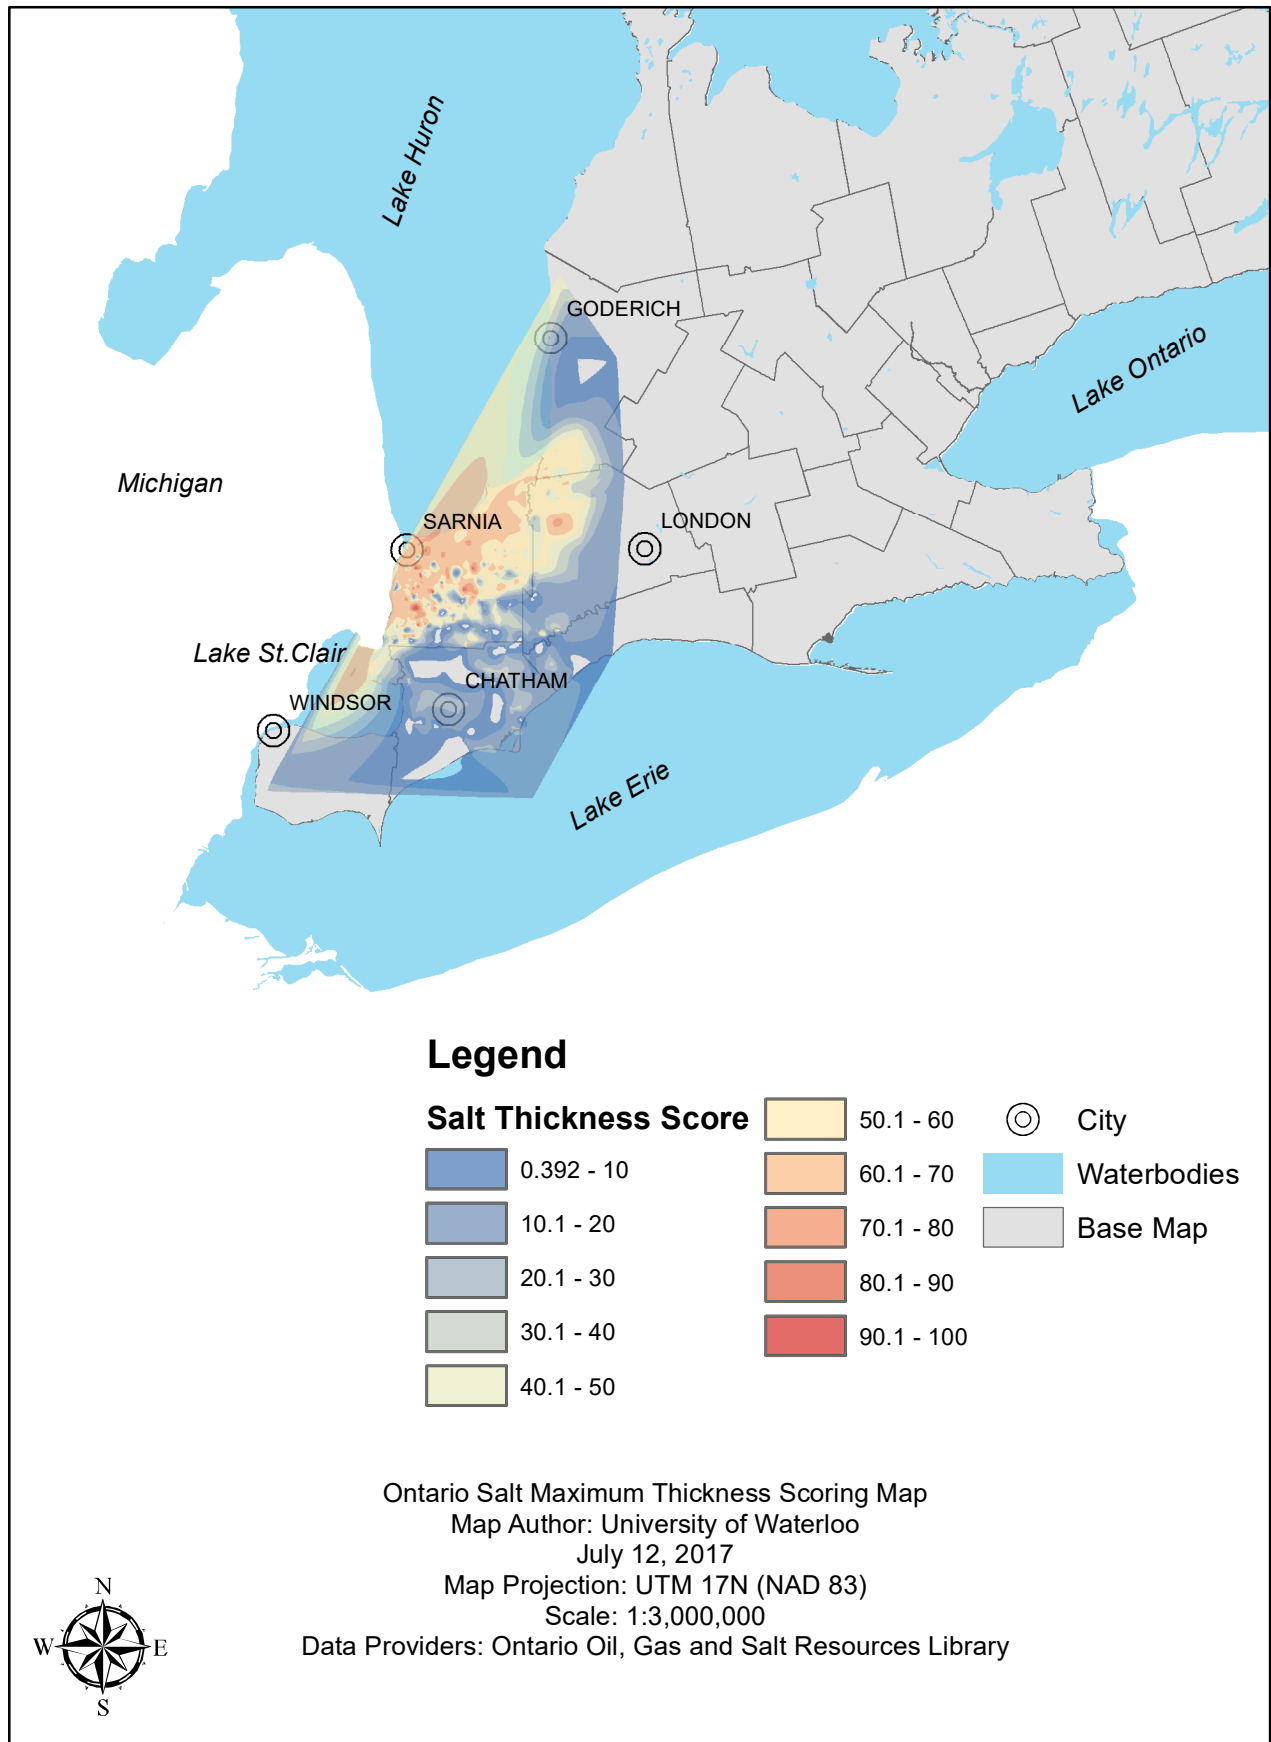 Lake Huron
GODERICH
Lake Ontario
Michigan
SARNIA
LONDON
Lake St.Clair
CHATHAM
WINDSOR
Lake Erie
Legend
Salt Thickness Score
0.392 - 10
10.1 - 20
20.1 - 30
30.1 - 40
40.1 - 50
50.1 - 60
60.1 - 70
70.1 - 80
80.1 - 90
90.1 - 100
City
Waterbodies
Base Map
Ontario Salt Maximum Thickness Scoring Map
Map Author: University of Waterloo
July 12, 2017
Map Projection: UTM 17N (NAD 83)
Scale: 1:3,000,000
Data Providers: Ontario Oil, Gas and Salt Resources Library
N
W E
S